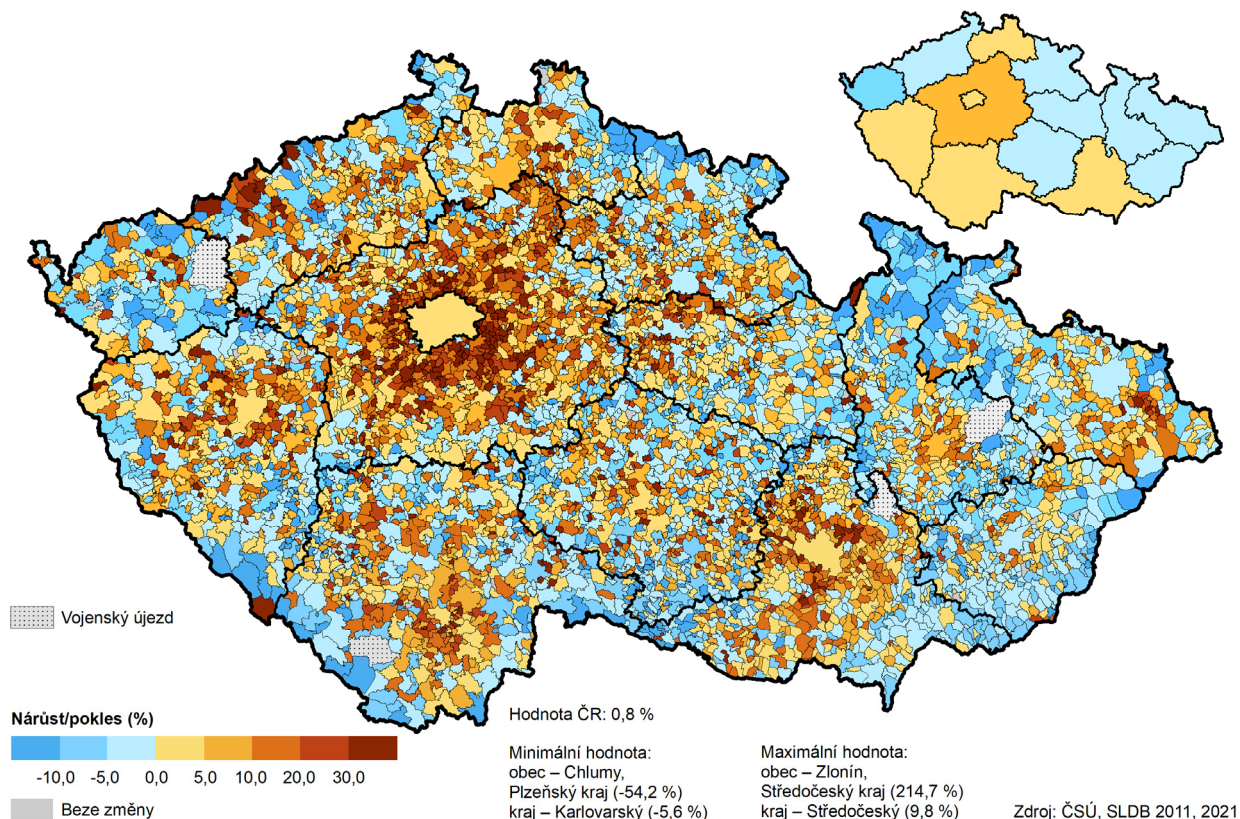 Vojenský újezd
Nárůst/pokles (%)
-10,0 -5,0 0,0 5,0 10,0 20,0 30,0
Beze změny
Hodnota ČR: 0,8 %
Minimální hodnota:
obec – Chlumy,
Plzeňský kraj (-54,2 %)
kraj – Karlovarský (-5,6 %)
Maximální hodnota:
obec – Zlonín,
Středočeský kraj (214,7 %)
kraj – Středočeský (9,8 %)
Zdroj: ČSÚ, SLDB 2011, 2021